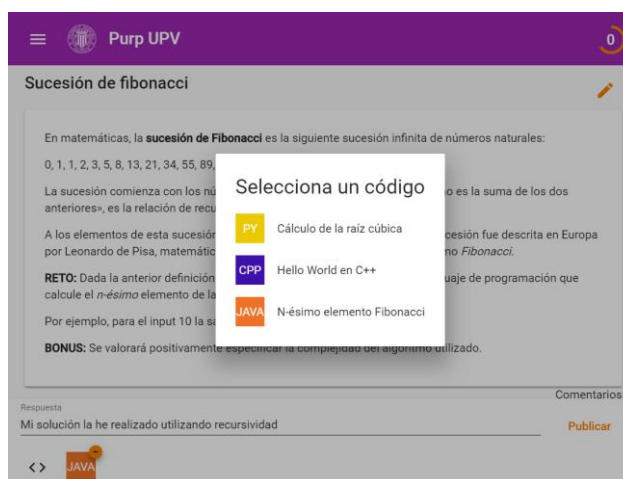 Purp UPV
0
Sucesión de fibonacci
En matemáticas, la sucesión de Fibonacci es la siguiente sucesión infinita de números naturales:
0, 1, 1, 2, 3, 5, 8, 13, 21, 34, 55, 89,
La sucesión comienza con los nú o es la suma de los dos
anteriores», es la relación de recu
A los elementos de esta sucesión cesión fue descrita en Europa
por Leonardo de Pisa, matemátic no Fibonacci.
RETO: Dada la anterior definición uaje de programación que
calcule el n-ésimo elemento de la
Por ejemplo, para el input 10 la sa
BONUS: Se valorará positivamente especificar la complejidad del algoritmo utilizado.
Selecciona un código
PY Cálculo de la raíz cúbica
CPP Hello World en C++
JAVA N-ésimo elemento Fibonacci
Comentarios
Respuesta
Mi solución la he realizado utilizando recursividad
Publicar
<> JAVA